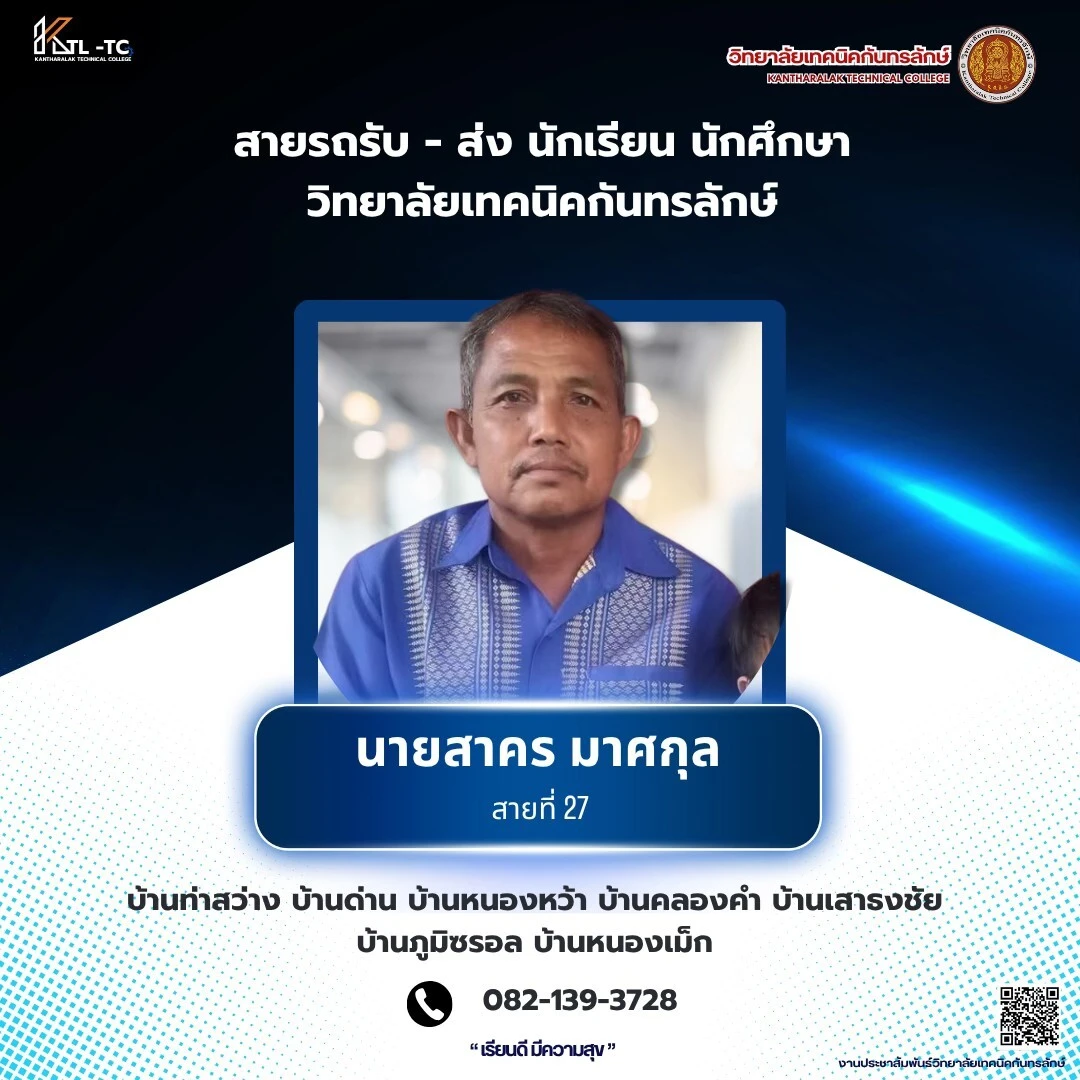 KTL -TC
KANTHARALAK TECHNICAL COLLEGE
วิทยาลัยเทคนิคกันทรลักษ์
KANTHARALAK TECHNICAL COLLEGE
สายรถรับ - ส่ง นักเรียน นักศึกษา
วิทยาลัยเทคนิคกันทรลักษ์
นายสาคร มาศกุล
สายที่ 27
บ้านท่าสว่าง บ้านด่าน บ้านหนองหว้า บ้านคลองคำ บ้านเสาธงชัย
บ้านภูมิซรอล บ้านหนองเม็ก
082-139-3728
“ เรียนดี มีความสุข ”
งานประชาสัมพันธ์วิทยาลัยเทคนิคกันทรลักษ์